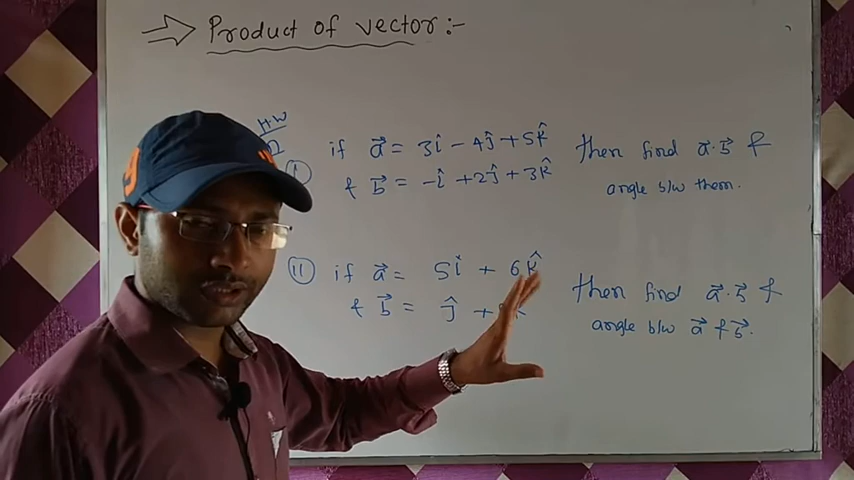 ⇒ Product of vector :-
HW
(i) if a⃗ = 3î - 4ĵ + 5k̂ then find a⃗.b⃗ &
& b⃗ = -î + 2ĵ + 3k̂ angle b/w them.
(ii) if a⃗ = 5î + 6k̂ then find a⃗.b⃗ &
& b⃗ = ĵ + angle b/w a⃗ & b⃗.